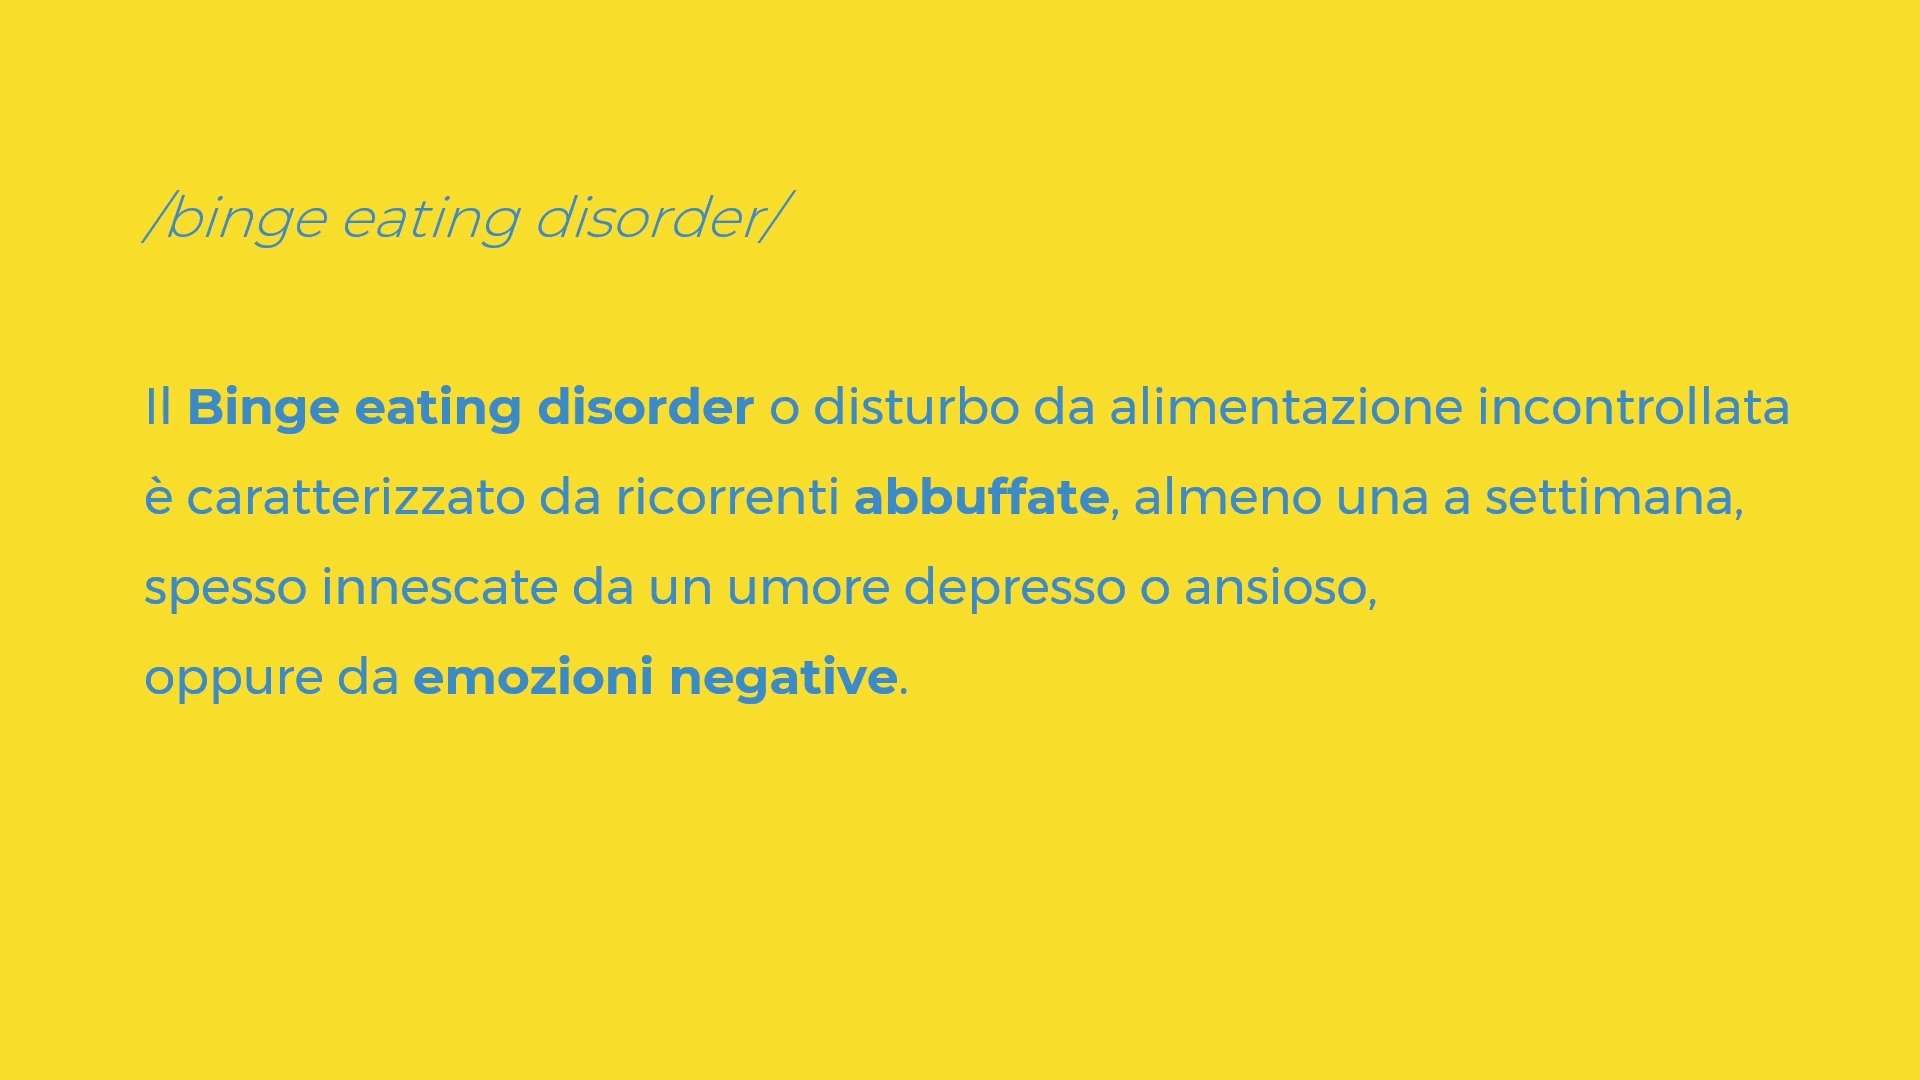 /binge eating disorder/
Il Binge eating disorder o disturbo da alimentazione incontrollata
è caratterizzato da ricorrenti abbuffate, almeno una a settimana,
spesso innescate da un umore depresso o ansioso,
oppure da emozioni negative.